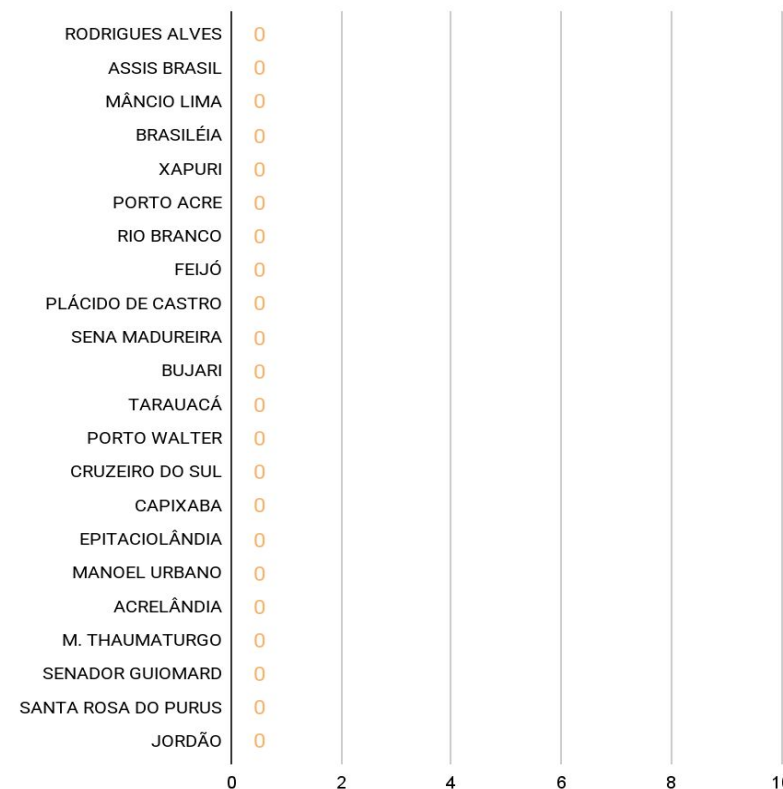 RODRIGUES ALVES 0
ASSIS BRASIL 0
MÂNCIO LIMA 0
BRASILÉIA 0
XAPURI 0
PORTO ACRE 0
RIO BRANCO 0
FEIJÓ 0
PLÁCIDO DE CASTRO 0
SENA MADUREIRA 0
BUJARI 0
TARAUACÁ 0
PORTO WALTER 0
CRUZEIRO DO SUL 0
CAPIXABA 0
EPITACIOLÂNDIA 0
MANOEL URBANO 0
ACRELÂNDIA 0
M. THAUMATURGO 0
SENADOR GUIOMARD 0
SANTA ROSA DO PURUS 0
JORDÃO 0
0 2 4 6 8